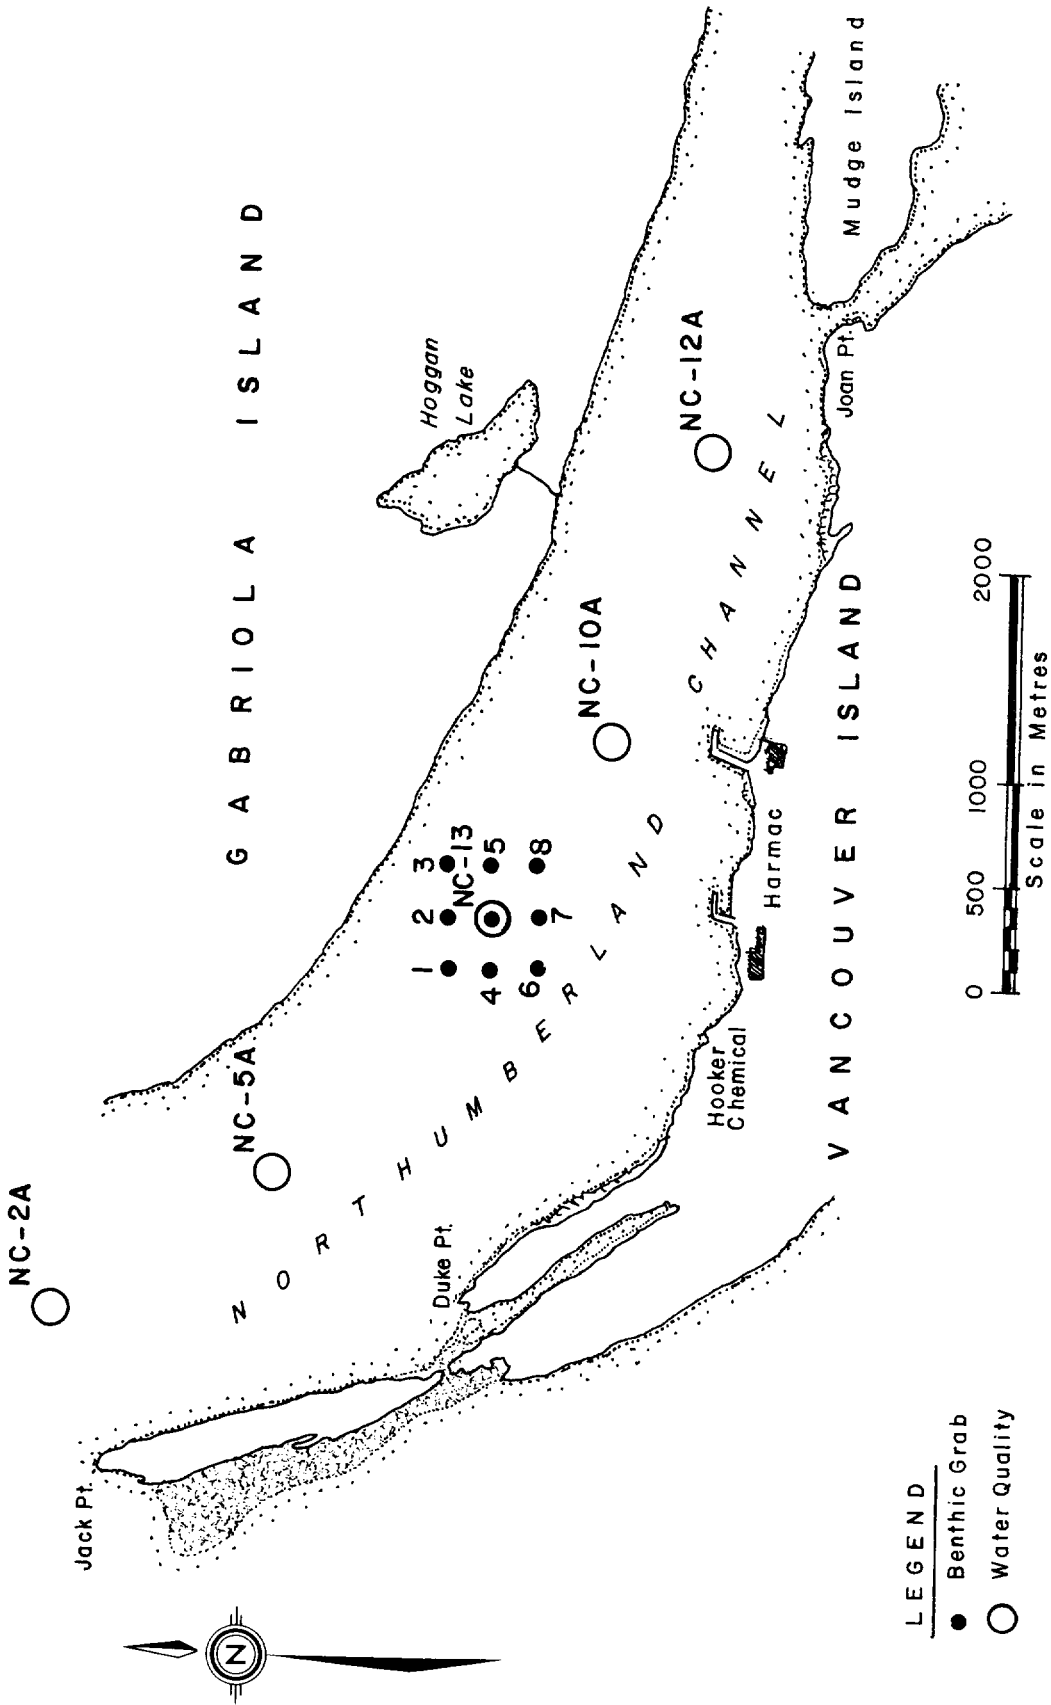 NC-2A
NC-5A
GABRIOLA ISLAND
Hoggan
Lake
Jack Pt.
Duke Pt.
1
2
3
NC-13
4
5
6
7
8
NC-10A
NC-12A
NORTHUMBERLAND CHANNEL
Hooker
Chemical
Harmac
Joan Pt.
Mudge Island
VANCOUVER ISLAND
N
LEGEND
Benthic Grab
Water Quality
0 500 1000 2000
Scale in Metres